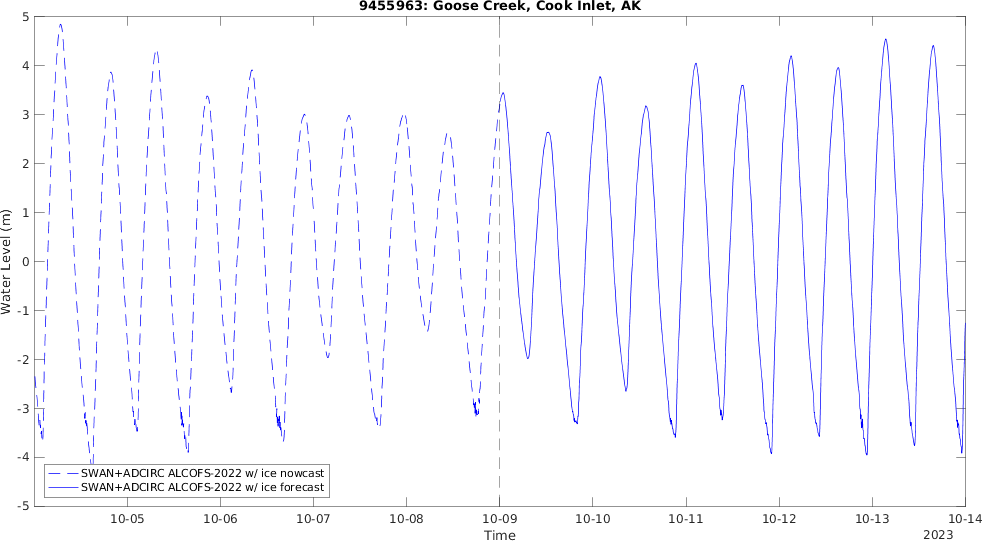 9455963: Goose Creek, Cook Inlet, AK
5
4
3
2
1
0
-1
-2
-3
-4
-5
Water Level (m)
SWAN+ADCIRC ALCOFS-2022 w/ ice nowcast
SWAN+ADCIRC ALCOFS-2022 w/ ice forecast
10-05 10-06 10-07 10-08 10-09 10-10 10-11 10-12 10-13 10-14
Time
2023